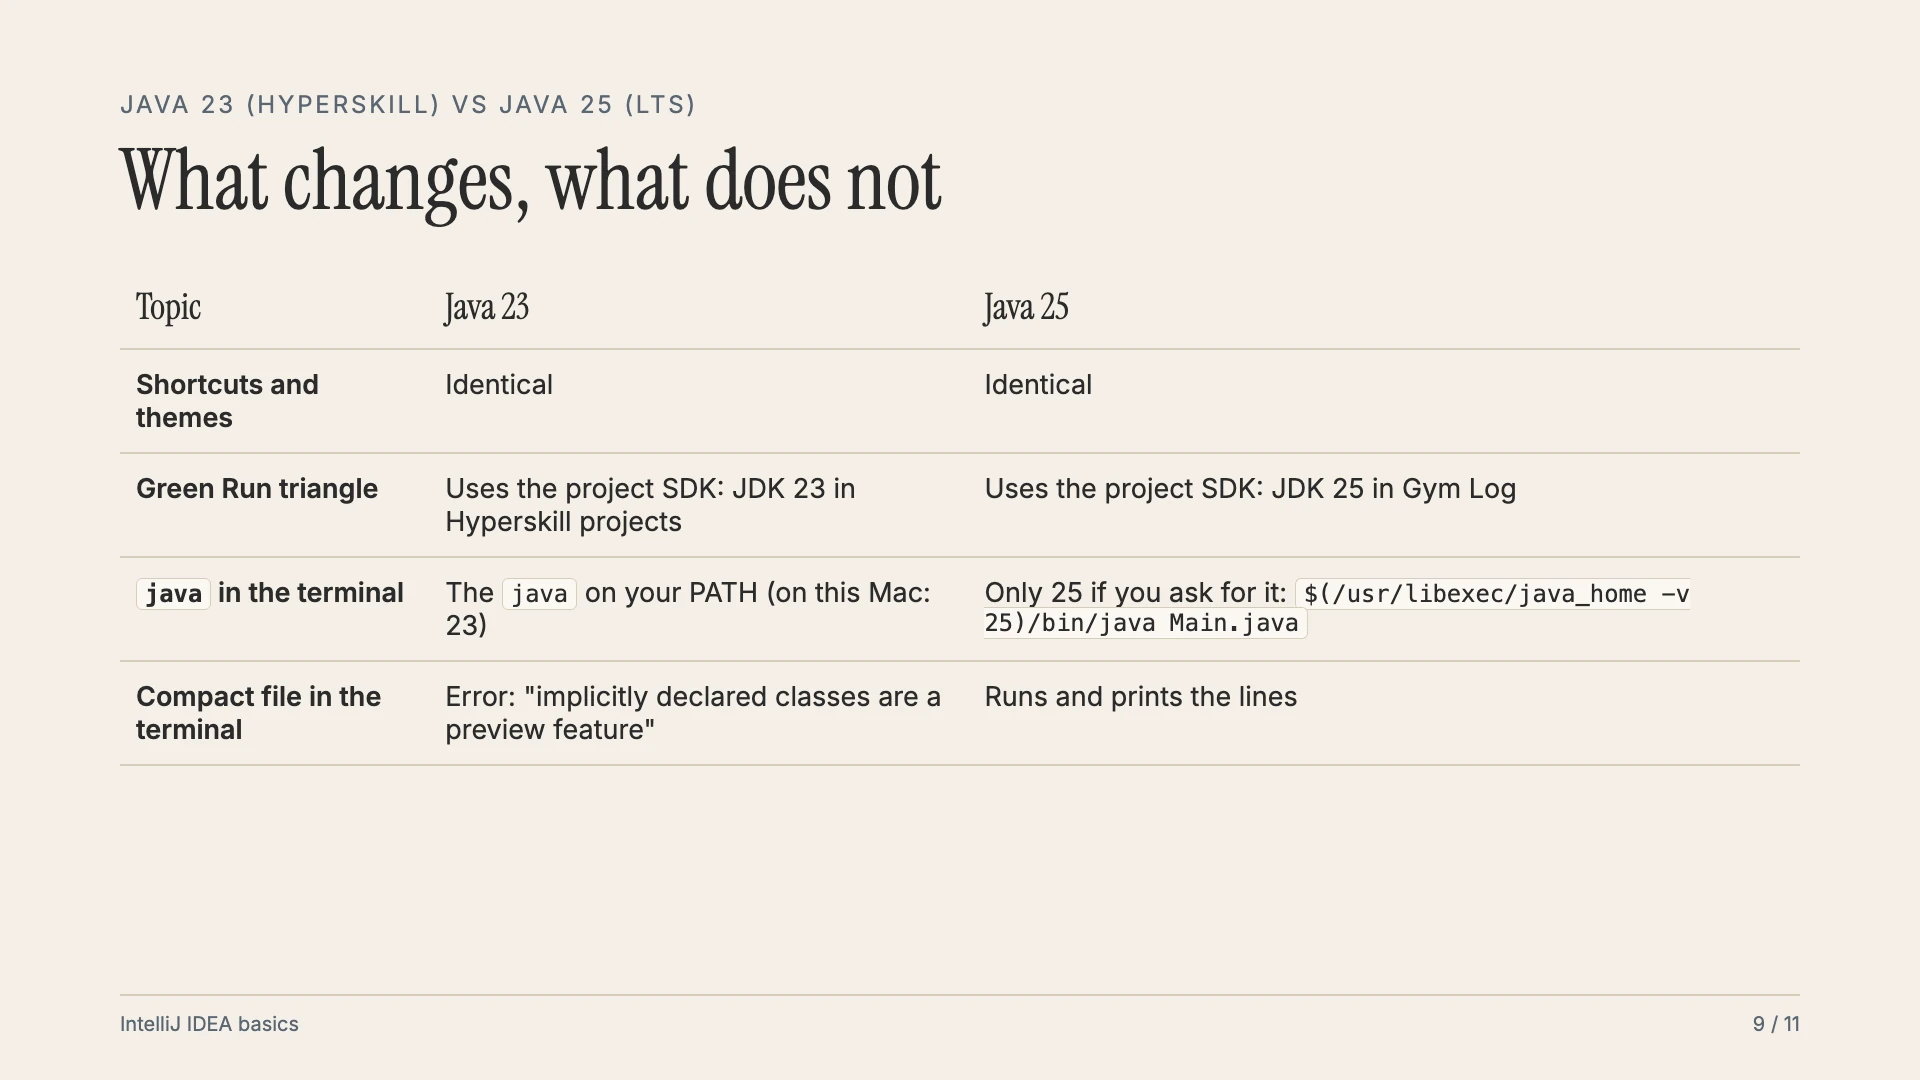 JAVA 23 (HYPERSKILL) VS JAVA 25 (LTS)
What changes, what does not
Topic
Java 23
Java 25
Shortcuts and
themes
Identical
Identical
Green Run triangle
Uses the project SDK: JDK 23 in
Hyperskill projects
Uses the project SDK: JDK 25 in Gym Log
java in the terminal
The java on your PATH (on this Mac:
23)
Only 25 if you ask for it: $(/usr/libexec/java_home -v
25)/bin/java Main.java
Compact file in the
terminal
Error: "implicitly declared classes are a
preview feature"
Runs and prints the lines
IntelliJ IDEA basics
9 / 11